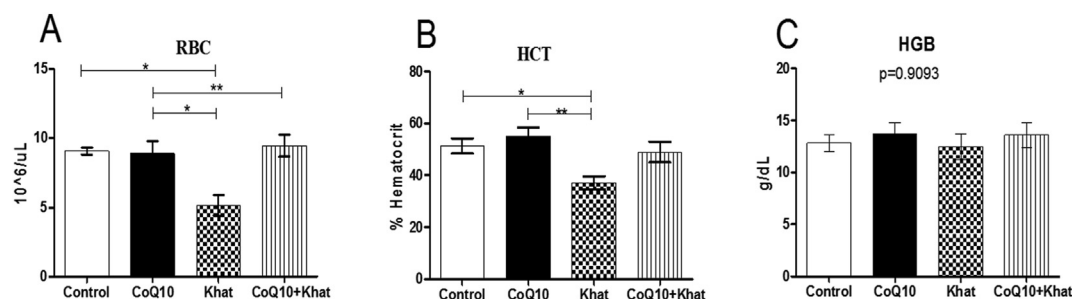 A
RBC
15
10
5
0
10^6/uL
*
**
*
Control CoQ10 Khat CoQ10+Khat
B
HCT
80
60
40
20
0
% Hematocrit
*
**
Control CoQ10 Khat CoQ10+Khat
C
HGB
p=0.9093
20
15
10
5
0
g/dL
Control CoQ10 Khat CoQ10+Khat